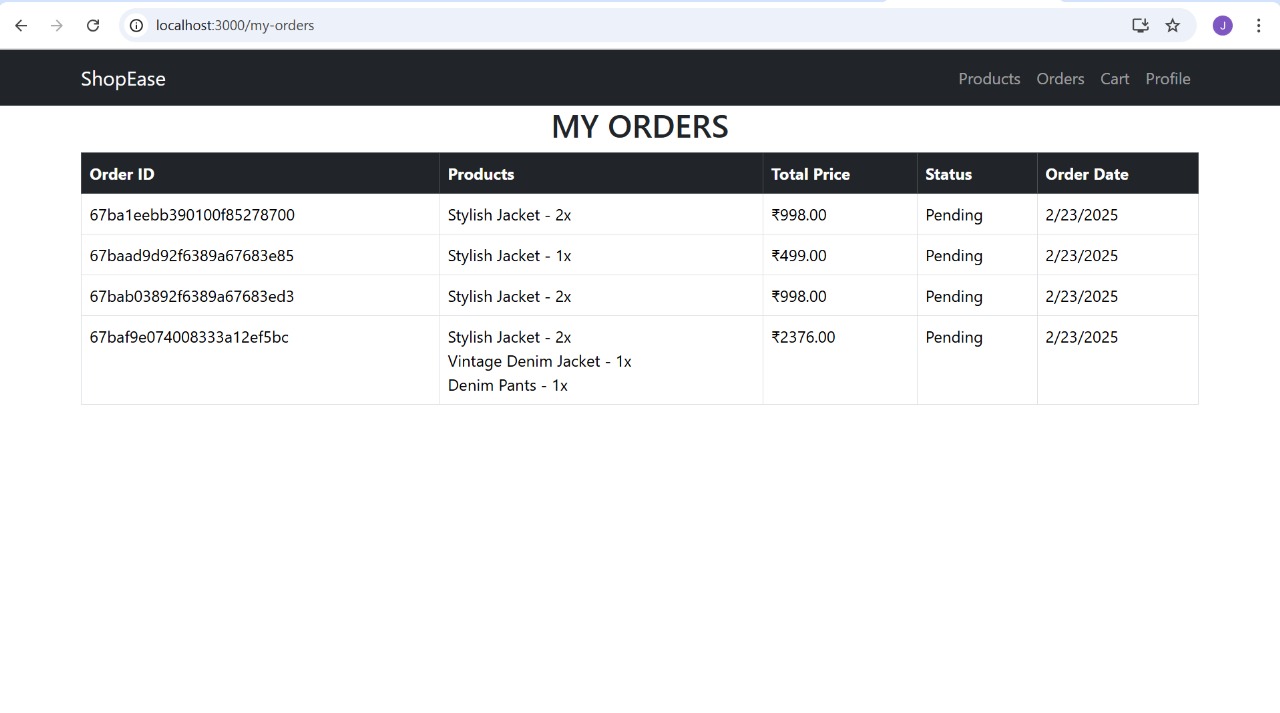 localhost:3000/my-orders
J
ShopEase Products Orders Cart Profile
MY ORDERS
Order ID Products Total Price Status Order Date
67ba1eebb390100f85278700 Stylish Jacket - 2x ₹998.00 Pending 2/23/2025
67baad9d92f6389a67683e85 Stylish Jacket - 1x ₹499.00 Pending 2/23/2025
67bab03892f6389a67683ed3 Stylish Jacket - 2x ₹998.00 Pending 2/23/2025
67baf9e074008333a12ef5bc Stylish Jacket - 2x ₹2376.00 Pending 2/23/2025
Vintage Denim Jacket - 1x
Denim Pants - 1x